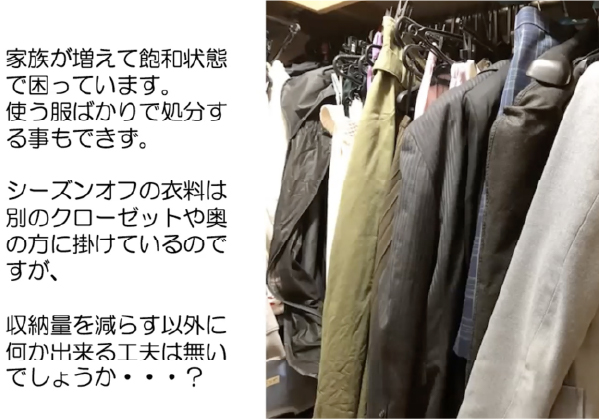 家族が増えて飽和状態
で困っています。
使う服ばかりで処分す
る事もできず。
シーズンオフの衣料は
別のクローゼットや奥
の方に掛けているので
すが、
収納量を減らす以外に
何か出来る工夫は無い
でしょうか・・・？